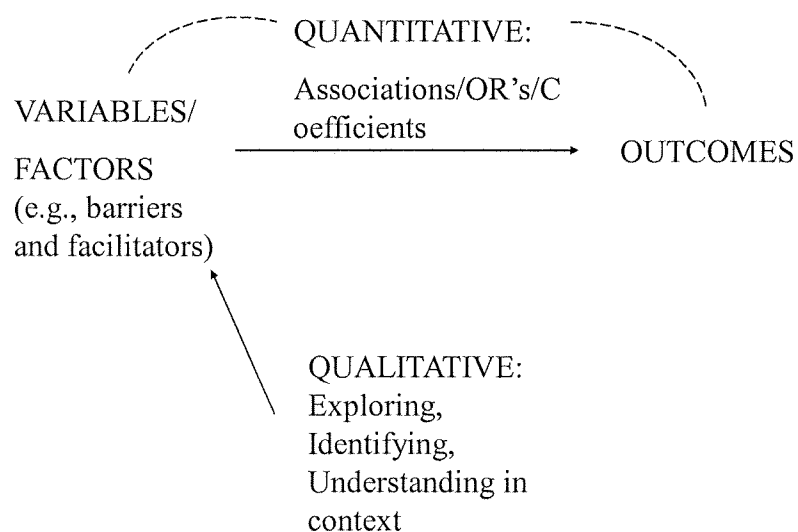 QUANTITATIVE:
Associations/OR's/C
oefficients
VARIABLES/
FACTORS
(e.g., barriers
and facilitators)
OUTCOMES
QUALITATIVE:
Exploring,
Identifying,
Understanding in
context